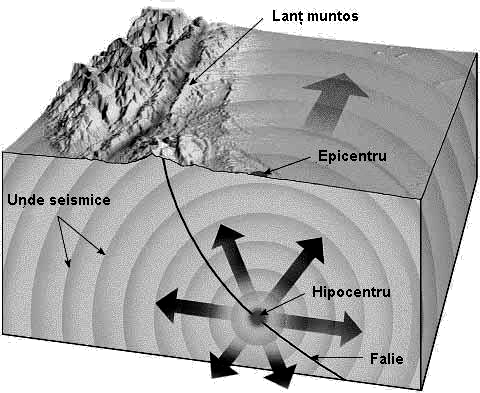 Lanț muntos
Epicentru
Unde seismice
Hipocentru
Falie